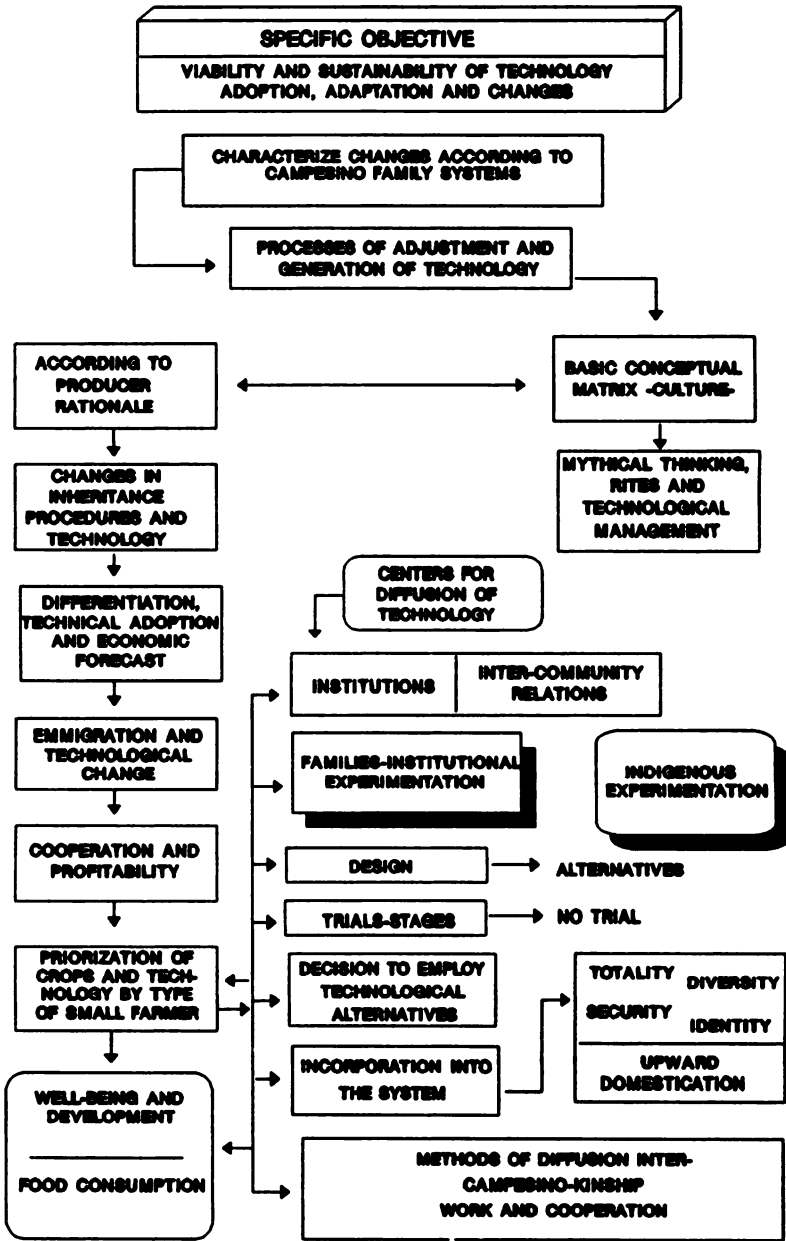 SPECIFIC OBJECTIVE
VIABILITY AND SUSTAINABILITY OF TECHNOLOGY
ADOPTION, ADAPTATION AND CHANGES
CHARACTERIZE CHANGES ACCORDING TO
CAMPESINO FAMILY SYSTEMS
PROCESSES OF ADJUSTMENT AND
GENERATION OF TECHNOLOGY
ACCORDING TO
PRODUCER
RATIONALE
BASIC CONCEPTUAL
MATRIX -CULTURE-
CHANGES IN
INHERITANCE
PROCEDURES AND
TECHNOLOGY
MYTHICAL THINKING,
RITES AND
TECHNOLOGICAL
MANAGEMENT
CENTERS FOR
DIFFUSION OF
TECHNOLOGY
DIFFERENTIATION,
TECHNICAL ADOPTION
AND ECONOMIC
FORECAST
INSTITUTIONS
INTER-COMMUNITY
RELATIONS
EMMIGRATION AND
TECHNOLOGICAL
CHANGE
FAMILIES-INSTITUTIONAL
EXPERIMENTATION
INDIGENOUS
EXPERIMENTATION
COOPERATION AND
PROFITABILITY
DESIGN
ALTERNATIVES
TRIALS-STAGES
NO TRIAL
PRIORIZATION OF
CROPS AND TECH-
NOLOGY BY TYPE
OF SMALL FARMER
DECISION TO EMPLOY
TECHNOLOGICAL
ALTERNATIVES
TOTALITY
DIVERSITY
SECURITY
IDENTITY
UPWARD
DOMESTICATION
INCORPORATION INTO
THE SYSTEM
WELL-BEING AND
DEVELOPMENT
FOOD CONSUMPTION
METHODS OF DIFFUSION INTER-
CAMPESINO-KINSHIP
WORK AND COOPERATION